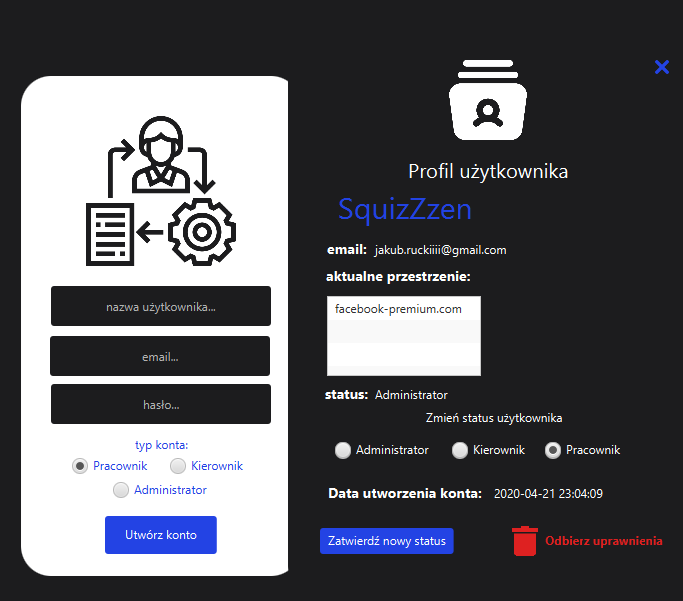 nazwa użytkownika...
email...
hasło...
typ konta:
Pracownik Kierownik
Administrator
Utwórz konto
Profil użytkownika
SquizZzen
email: jakub.ruckiiii@gmail.com
aktualne przestrzenie:
facebook-premium.com
status: Administrator
Zmień status użytkownika
Administrator Kierownik Pracownik
Data utworzenia konta: 2020-04-21 23:04:09
Zatwierdź nowy status Odbierz uprawnienia